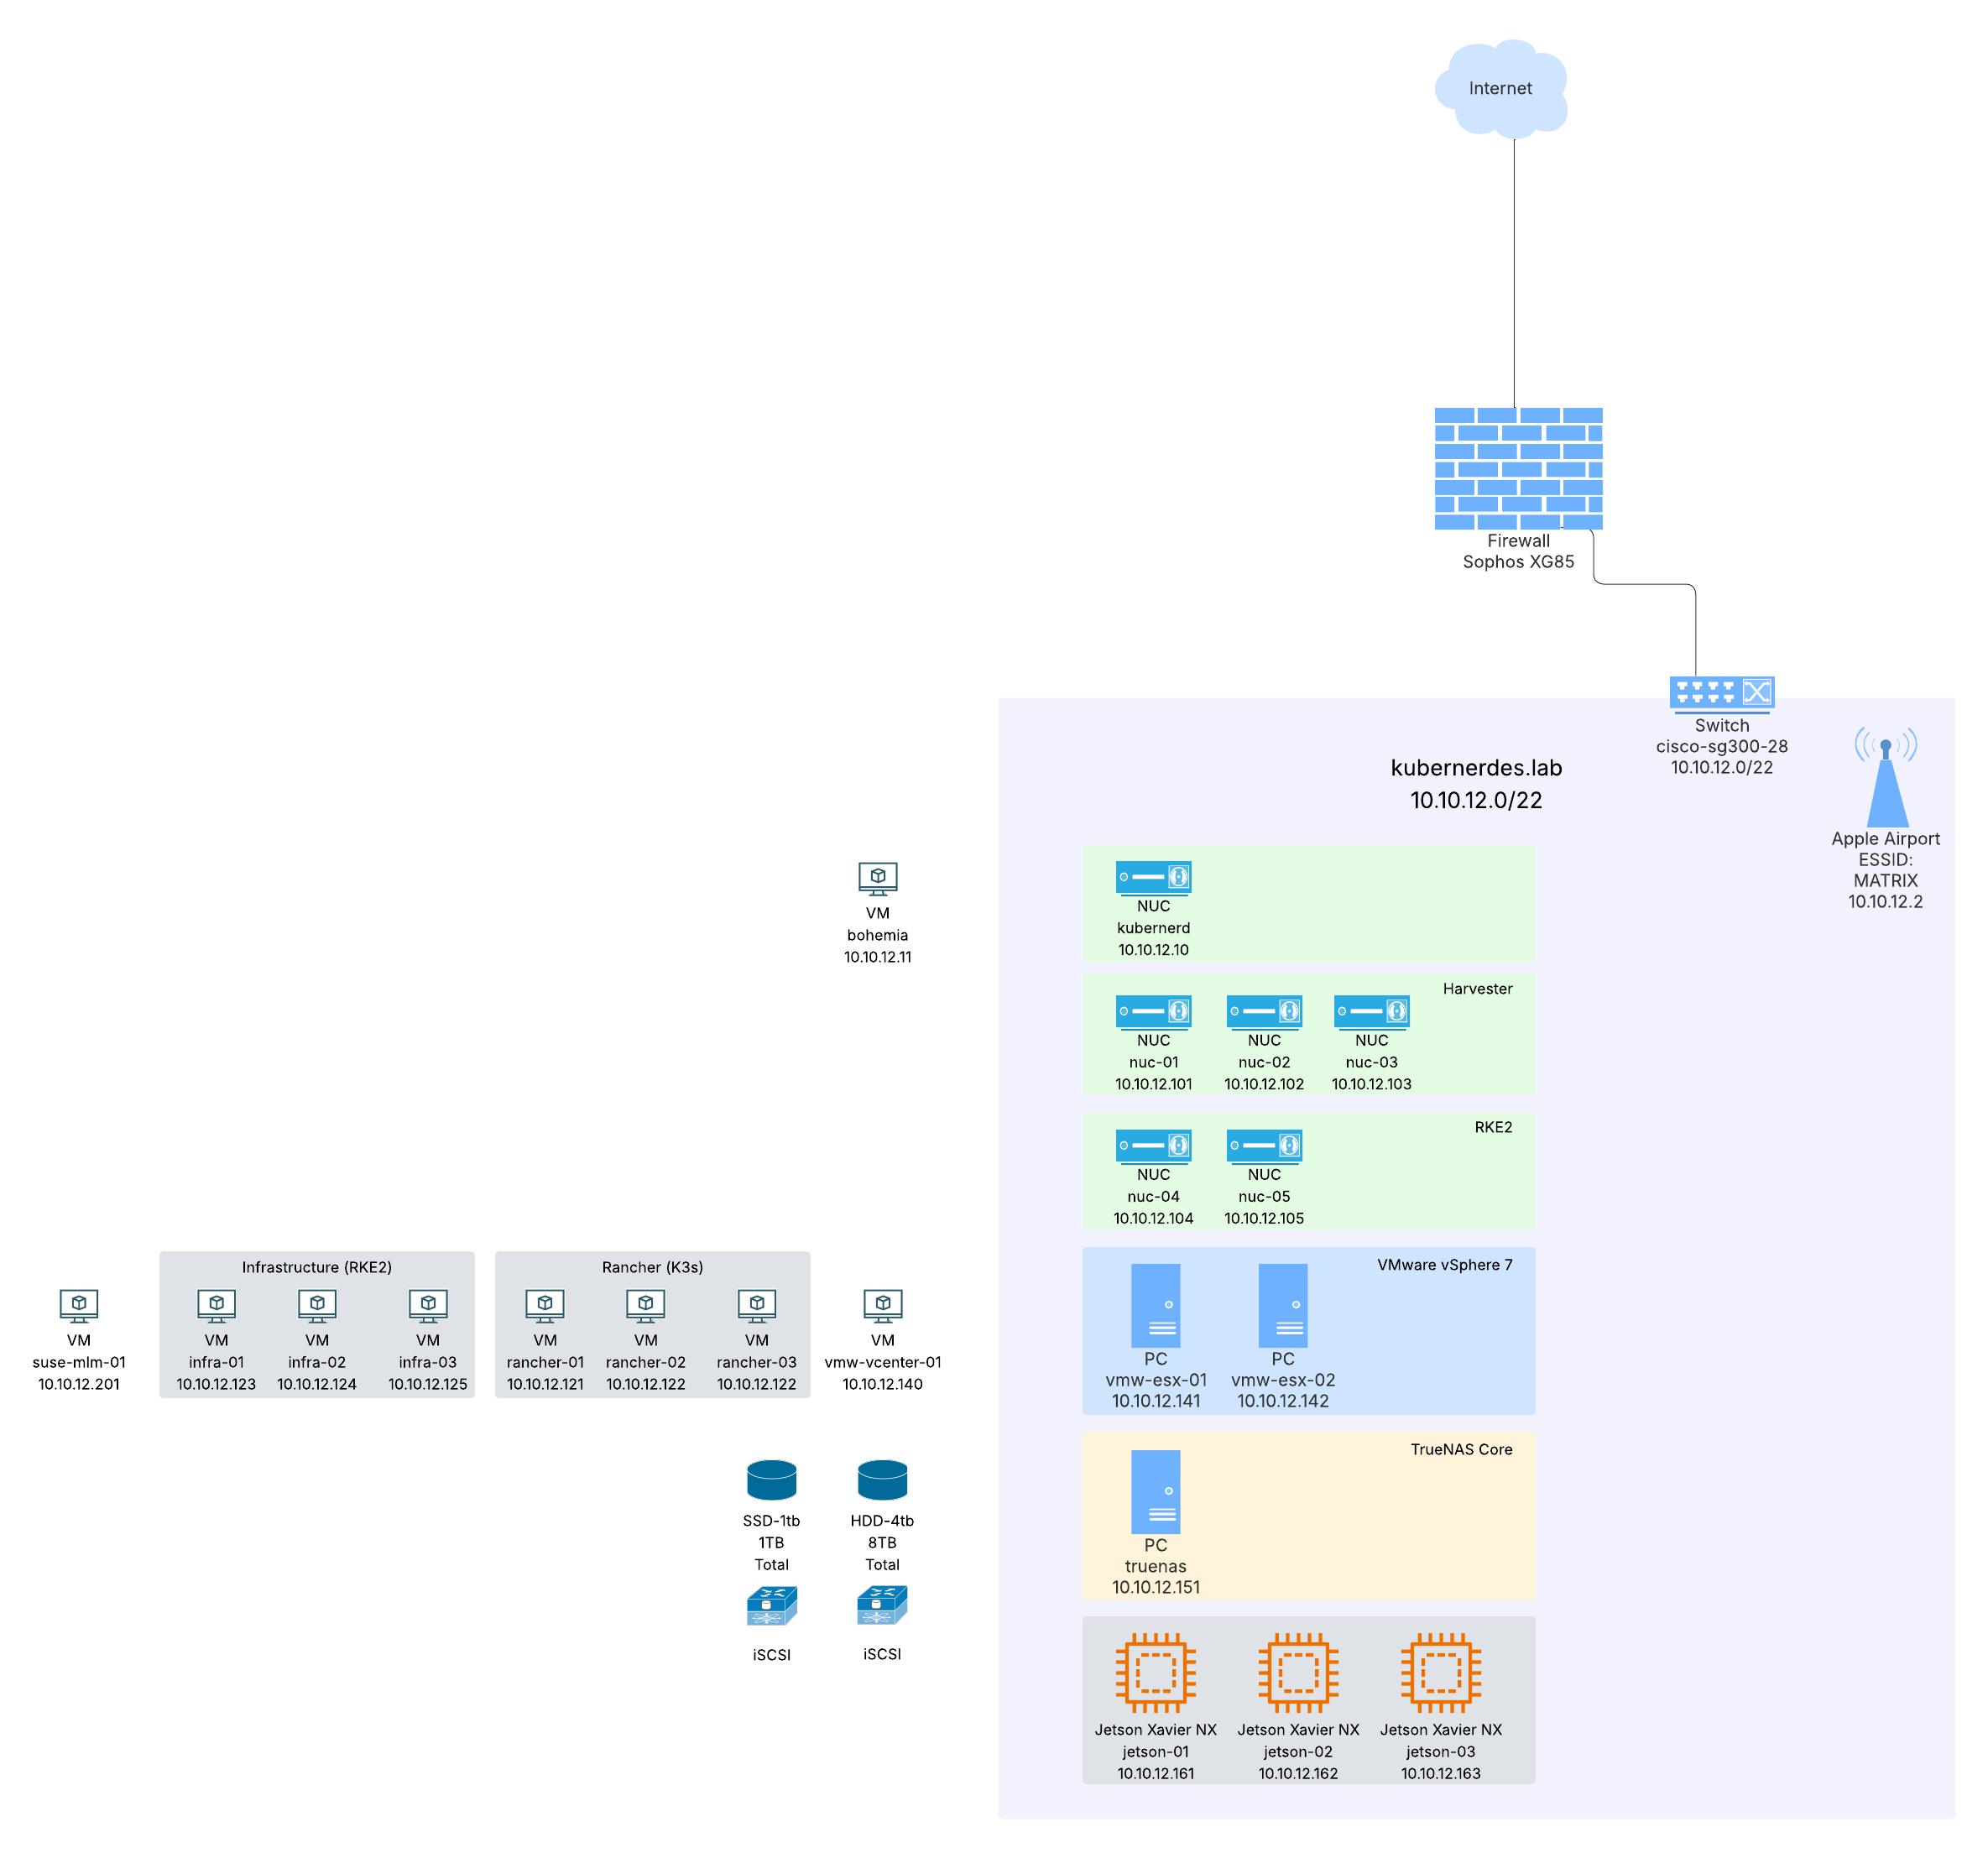 Internet
Firewall
Sophos XG85
Switch
cisco-sg300-28
10.10.12.0/22
kubernerdes.lab
10.10.12.0/22
Apple Airport
ESSID:
MATRIX
10.10.12.2
VM
bohemia
10.10.12.11
NUC
kubernerd
10.10.12.10
Harvester
NUC
nuc-01
10.10.12.101
NUC
nuc-02
10.10.12.102
NUC
nuc-03
10.10.12.103
RKE2
NUC
nuc-04
10.10.12.104
NUC
nuc-05
10.10.12.105
VM
suse-mlm-01
10.10.12.201
Infrastructure (RKE2)
VM
infra-01
10.10.12.123
VM
infra-02
10.10.12.124
VM
infra-03
10.10.12.125
Rancher (K3s)
VM
rancher-01
10.10.12.121
VM
rancher-02
10.10.12.122
VM
rancher-03
10.10.12.122
VM
vmw-vcenter-01
10.10.12.140
VMware vSphere 7
PC
vmw-esx-01
10.10.12.141
PC
vmw-esx-02
10.10.12.142
SSD-1tb
1TB
Total
iSCSI
HDD-4tb
8TB
Total
iSCSI
TrueNAS Core
PC
truenas
10.10.12.151
Jetson Xavier NX
jetson-01
10.10.12.161
Jetson Xavier NX
jetson-02
10.10.12.162
Jetson Xavier NX
jetson-03
10.10.12.163